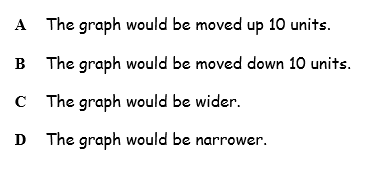 A The graph would be moved up 10 units.
B The graph would be moved down 10 units.
C The graph would be wider.
D The graph would be narrower.